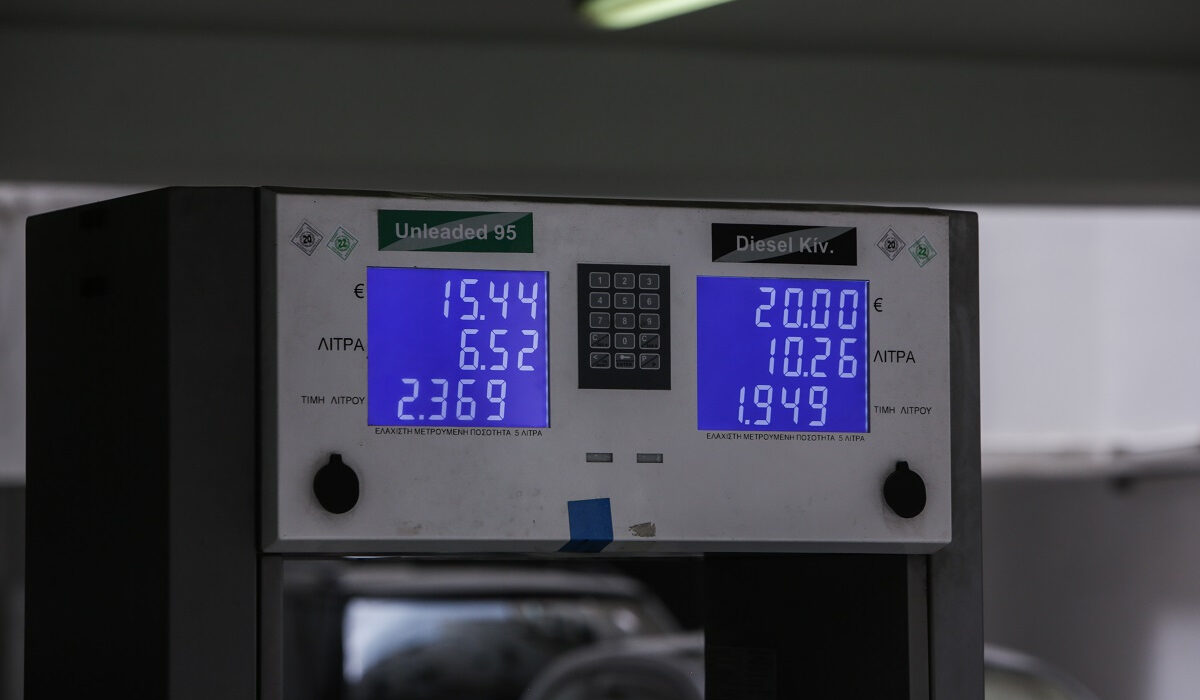 Unleaded 95
20 22
€ 15.44
ΛΙΤΡΑ 6.52
ΤΙΜΗ ΛΙΤΡΟΥ 2.369
ΕΛΑΧΙΣΤΗ ΜΕΤΡΟΥΜΕΝΗ ΠΟΣΟΤΗΤΑ 5 ΛΙΤΡΑ
1 2 3
4 5 6
7 8 9
C 0 C
Diesel Κίν.
20 22
20.00 €
10.26 ΛΙΤΡΑ
1.949 ΤΙΜΗ ΛΙΤΡΟΥ
ΕΛΑΧΙΣΤΗ ΜΕΤΡΟΥΜΕΝΗ ΠΟΣΟΤΗΤΑ 5 ΛΙΤΡΑ